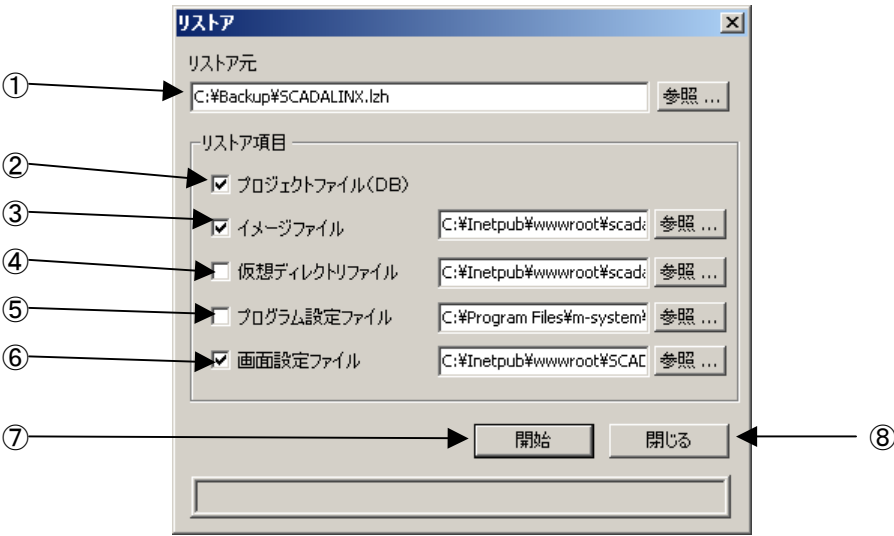 リストア
リストア元
① C:¥Backup¥SCADALINX.lzh 参照 ...
リストア項目
② プロジェクトファイル(DB)
③ イメージファイル C:¥Inetpub¥wwwroot¥scada 参照 ...
④ 仮想ディレクトリファイル C:¥Inetpub¥wwwroot¥scada 参照 ...
⑤ プログラム設定ファイル C:¥Program Files¥m-system¥ 参照 ...
⑥ 画面設定ファイル C:¥Inetpub¥wwwroot¥SCAD 参照 ...
⑦ 開始 閉じる ⑧